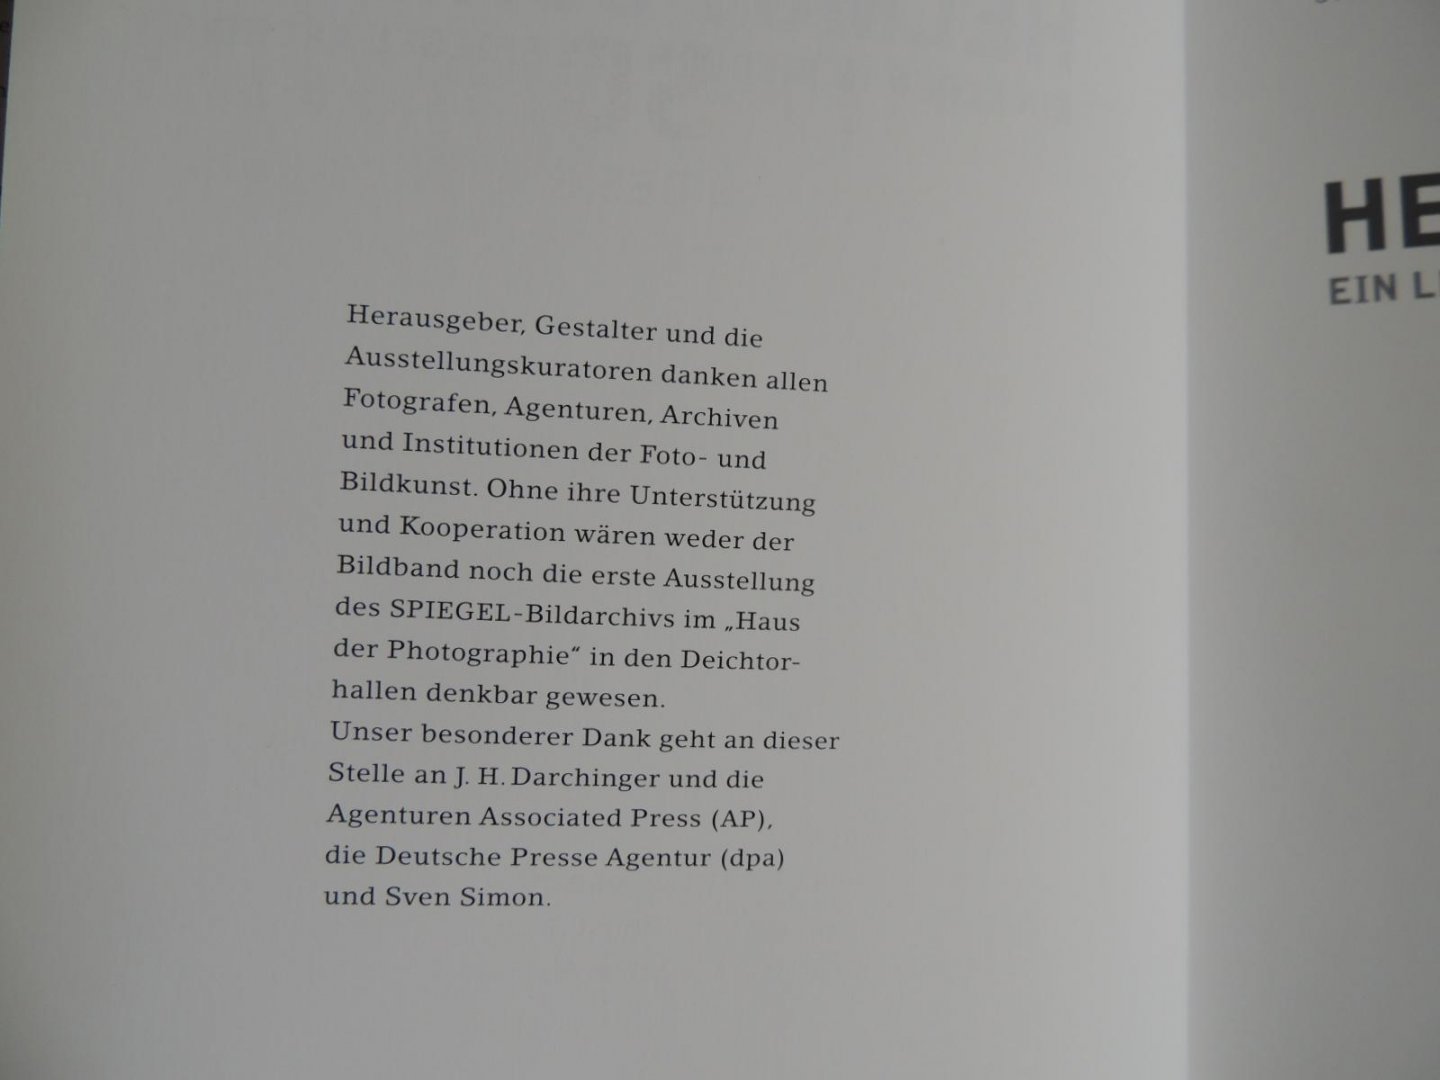 Herausgeber, Gestalter und die
Ausstellungskuratoren danken allen
Fotografen, Agenturen, Archiven
und Institutionen der Foto- und
Bildkunst. Ohne ihre Unterstützung
und Kooperation wären weder der
Bildband noch die erste Ausstellung
des SPIEGEL-Bildarchivs im „Haus
der Photographie“ in den Deichtor-
hallen denkbar gewesen.
Unser besonderer Dank geht an dieser
Stelle an J. H. Darchinger und die
Agenturen Associated Press (AP),
die Deutsche Presse Agentur (dpa)
und Sven Simon.
HE
EIN L